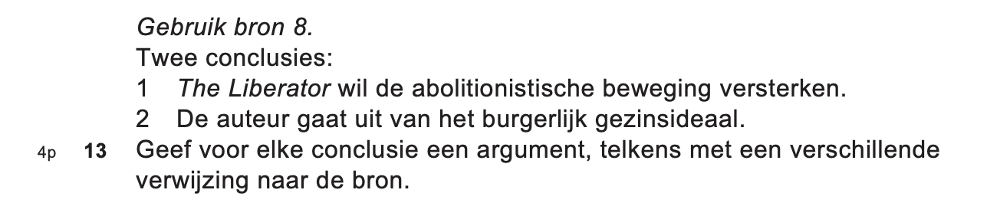 Gebruik bron 8.
Twee conclusies:
1 The Liberator wil de abolitionistische beweging versterken.
2 De auteur gaat uit van het burgerlijk gezinsideaal.
4p 13 Geef voor elke conclusie een argument, telkens met een verschillende
verwijzing naar de bron.